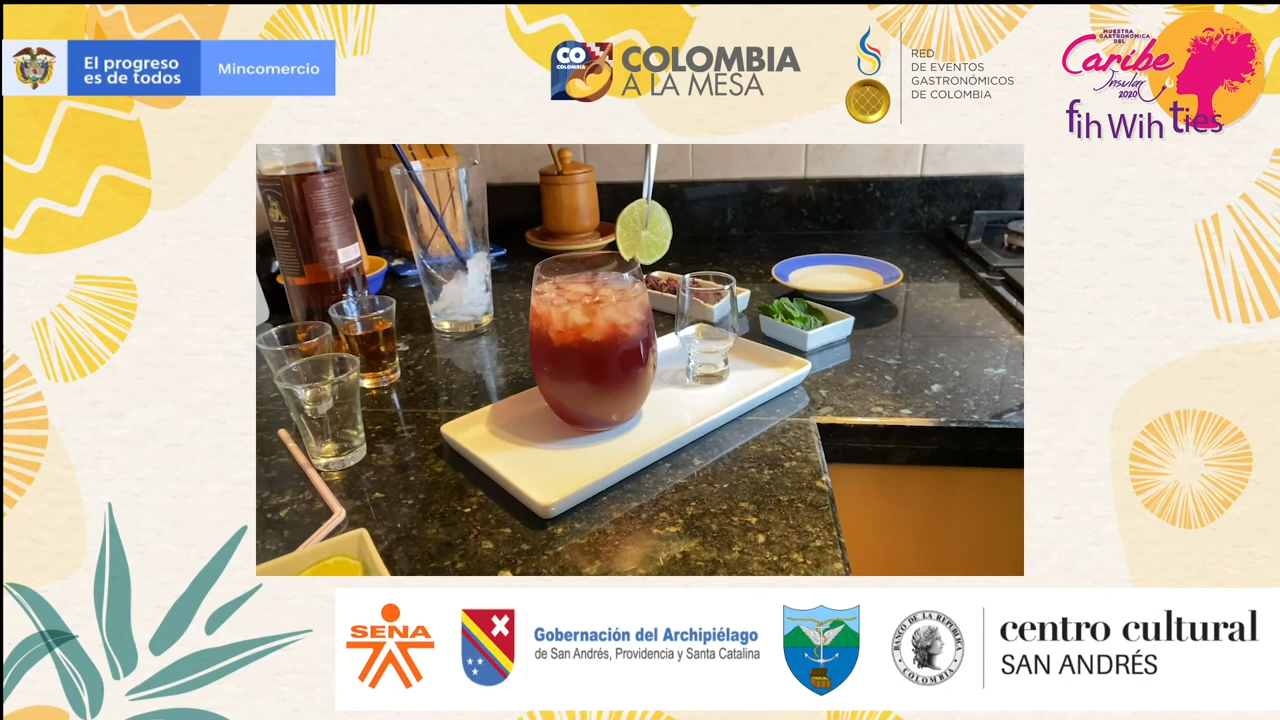 El progreso
es de todos
Mincomercio
CO
COLOMBIA
COLOMBIA
A LA MESA
RED
DE EVENTOS
GASTRONÓMICOS
DE COLOMBIA
MUESTRA
GASTRONÓMICA
DEL
Caribe
Insular
2020
fih Wih ties
SENA
Gobernación del Archipiélago
de San Andrés, Providencia y Santa Catalina
BANCO DE LA REPÚBLICA
COLOMBIA
centro cultural
SAN ANDRÉS